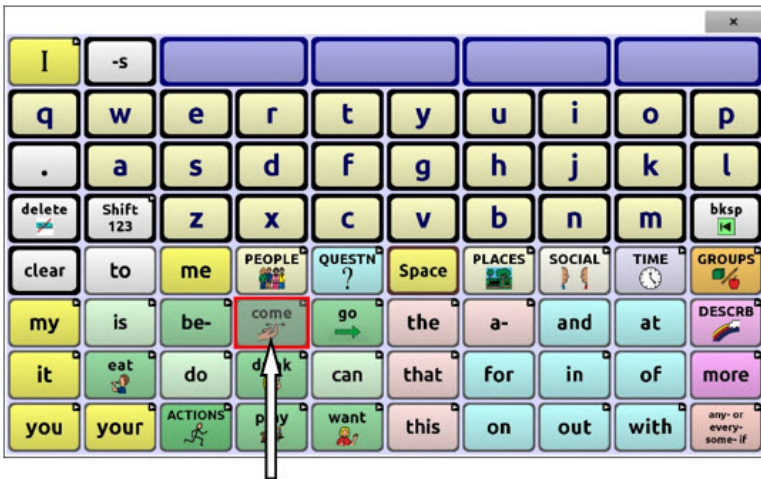 ×
I -s
q w e r t y u i o p
. a s d f g h j k l
delete Shift 123 z x c v b n m bksp
clear to me PEOPLE QUESTN ? Space PLACES SOCIAL TIME GROUPS
my is be- come go the a- and at DESCRB
it eat do can that for in of more
you your ACTIONS want this on out with any- or every- some- if